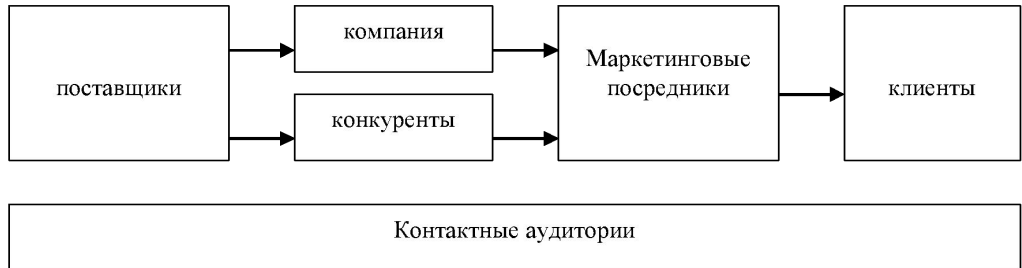 поставщики
компания
конкуренты
Маркетинговые
посредники
клиенты
Контактные аудитории